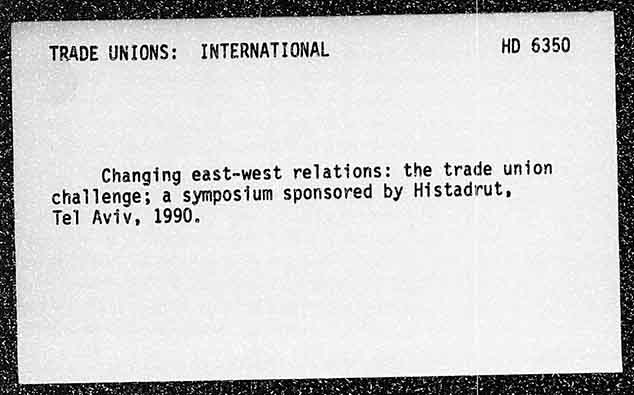 TRADE UNIONS: INTERNATIONAL HD 6350
Changing east-west relations: the trade union
challenge; a symposium sponsored by Histadrut,
Tel Aviv, 1990.